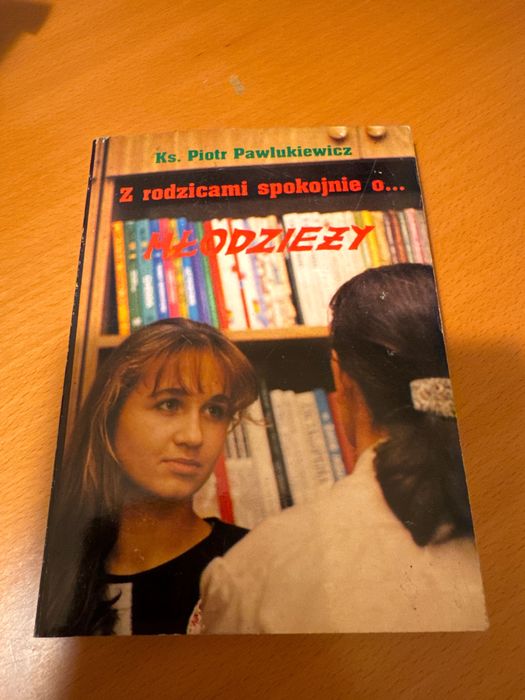 Ks. Piotr Pawlukiewicz
Z rodzicami spokojnie o...
MŁODZIEŻY